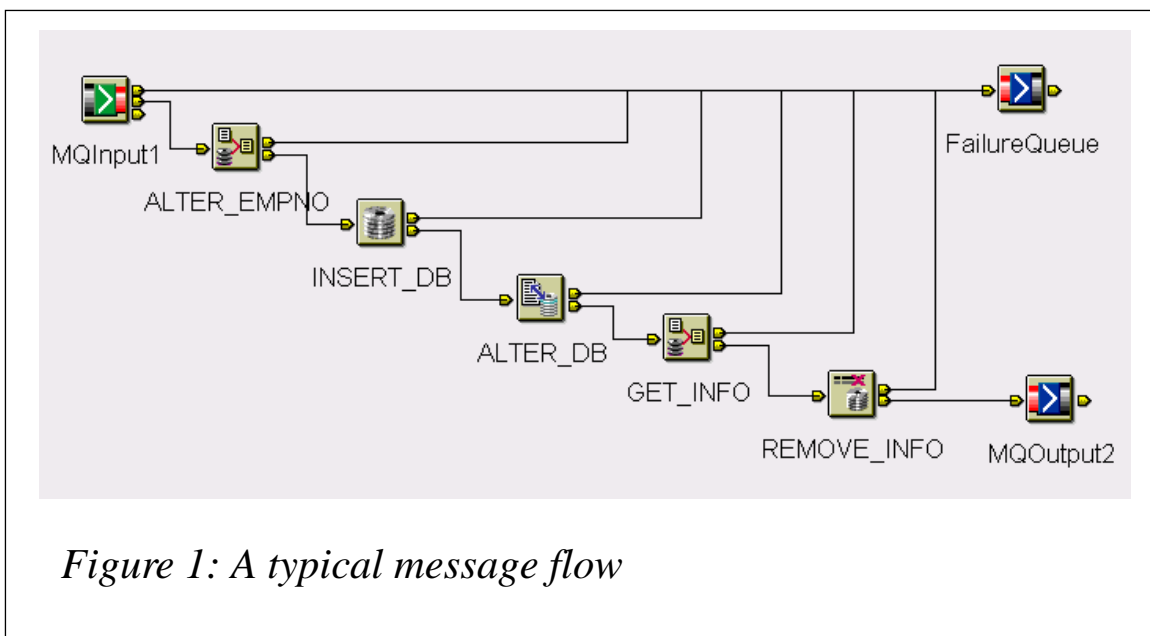 MQInput1
FailureQueue
ALTER_EMPNO
INSERT_DB
ALTER_DB
GET_INFO
REMOVE_INFO
MQOutput2
Figure 1: A typical message flow